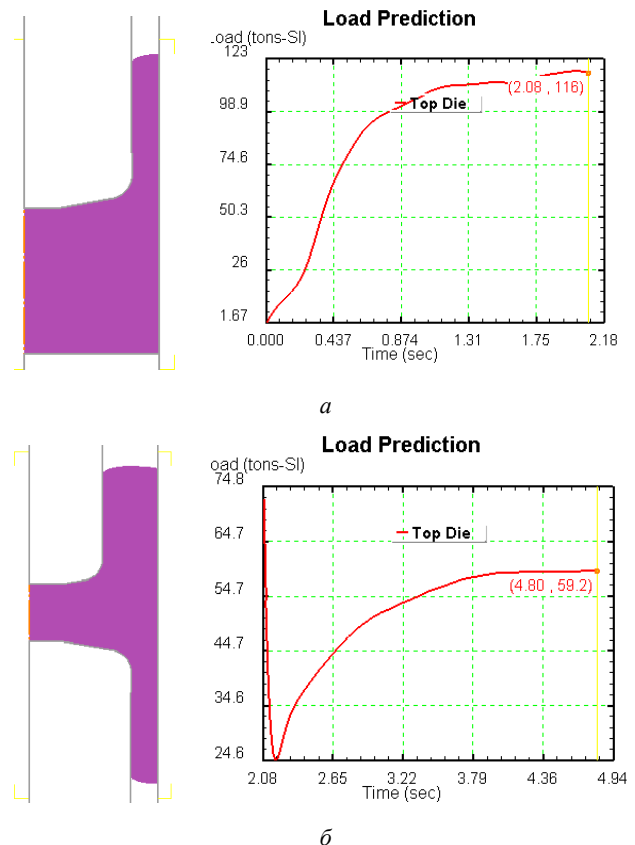 Load Prediction
oad (tons-SI)
123
98.9
74.6
50.3
26
1.67
(2.08 , 116)
Top Die
0.000 0.437 0.874 1.31 1.75 2.18
Time (sec)
а
Load Prediction
oad (tons-SI)
74.8
64.7
54.7
44.7
34.6
24.6
Top Die
(4.80 , 59.2)
2.08 2.65 3.22 3.79 4.36 4.94
Time (sec)
б